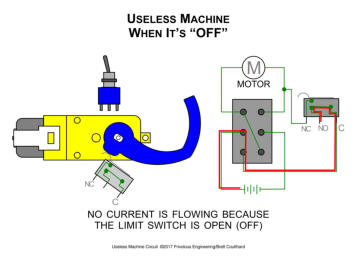 USELESS MACHINE
WHEN IT'S "OFF"
M
MOTOR
NC NO C
NC
C
NO CURRENT IS FLOWING BECAUSE
THE LIMIT SWITCH IS OPEN (OFF)
Useless Machine Circuit ©2017 Frivolous Engineering/Brett Coulthard